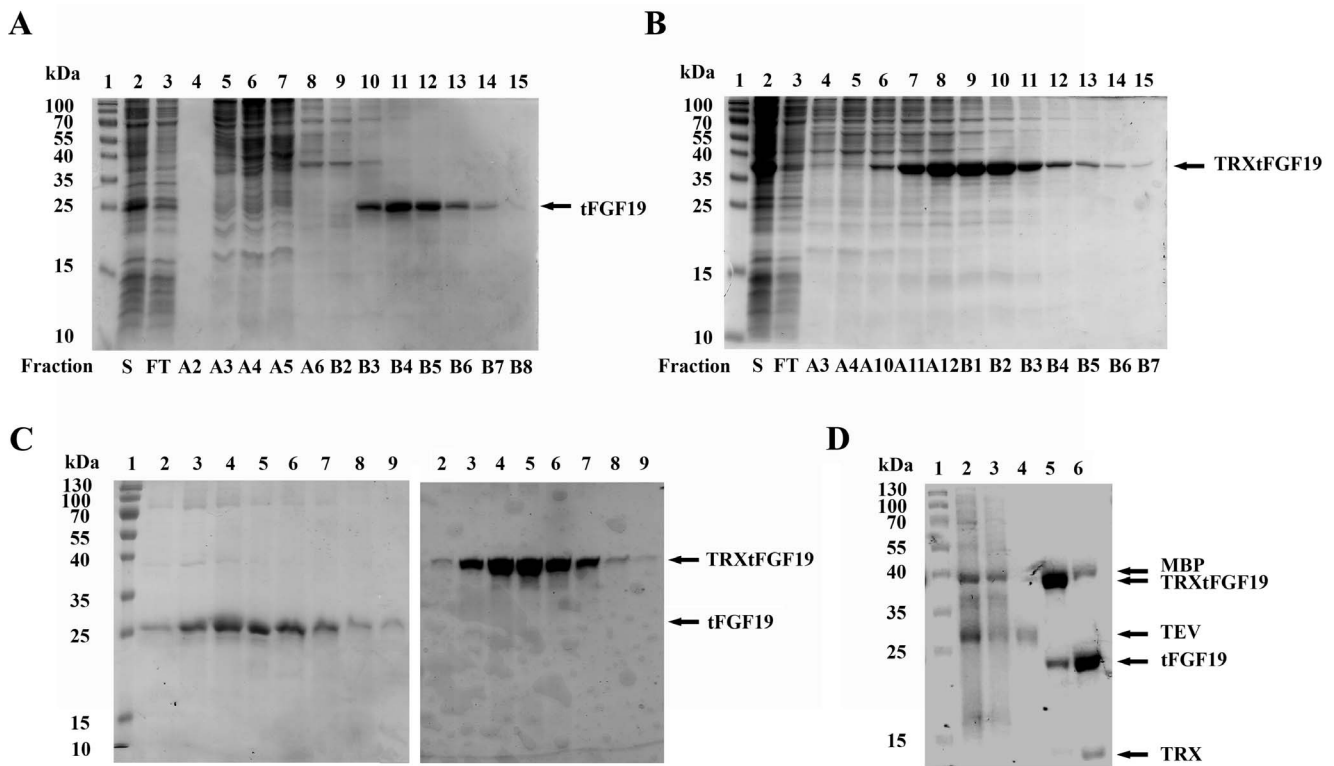 A
kDa
1 2 3 4 5 6 7 8 9 10 11 12 13 14 15
100
70
55
40
35
25
15
10
tFGF19
Fraction S FT A2 A3 A4 A5 A6 B2 B3 B4 B5 B6 B7 B8
B
kDa
1 2 3 4 5 6 7 8 9 10 11 12 13 14 15
100
70
55
40
35
25
15
10
TRXtFGF19
Fraction S FT A3 A4 A10 A11 A12 B1 B2 B3 B4 B5 B6 B7
C
kDa
1 2 3 4 5 6 7 8 9
130
100
70
55
40
35
25
15
10
2 3 4 5 6 7 8 9
TRXtFGF19
tFGF19
D
kDa
1 2 3 4 5 6
130
100
70
55
40
35
25
15
MBP
TRXtFGF19
TEV
tFGF19
TRX